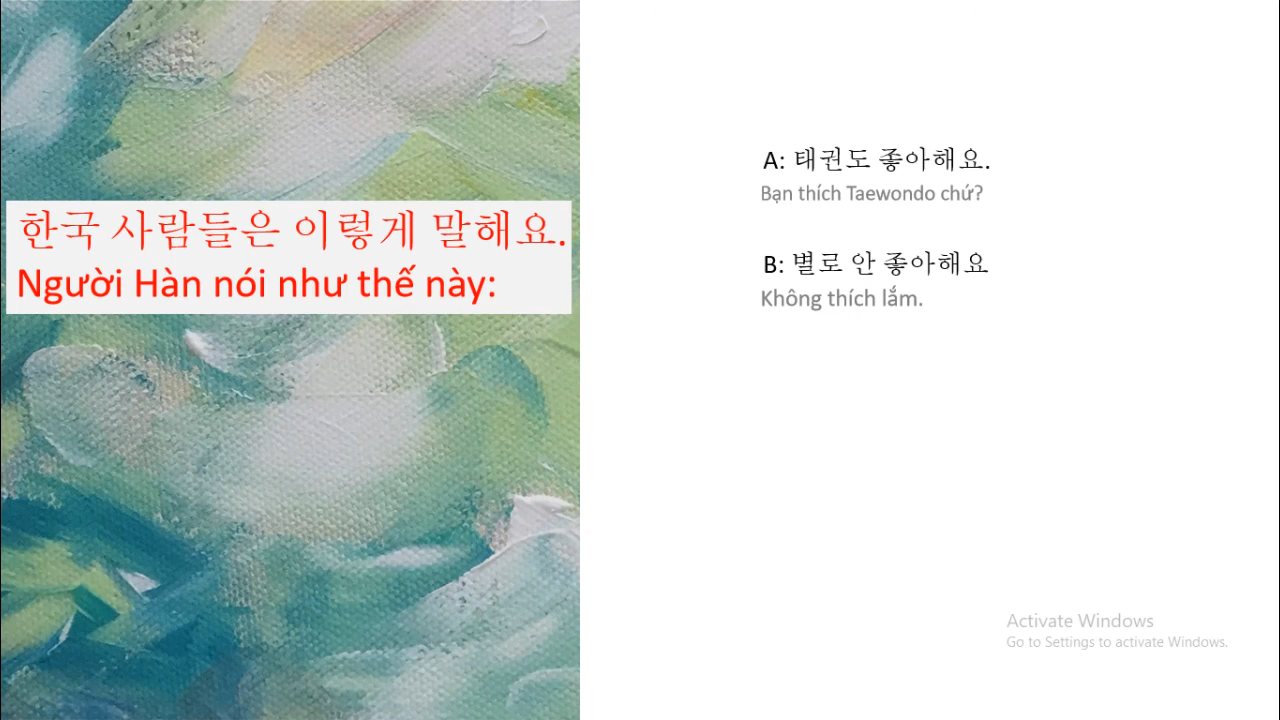 한국 사람들은 이렇게 말해요.
Người Hàn nói như thế này:
A: 태권도 좋아해요.
Bạn thích Taewondo chứ?
B: 별로 안 좋아해요
Không thích lắm.
Activate Windows
Go to Settings to activate Windows.